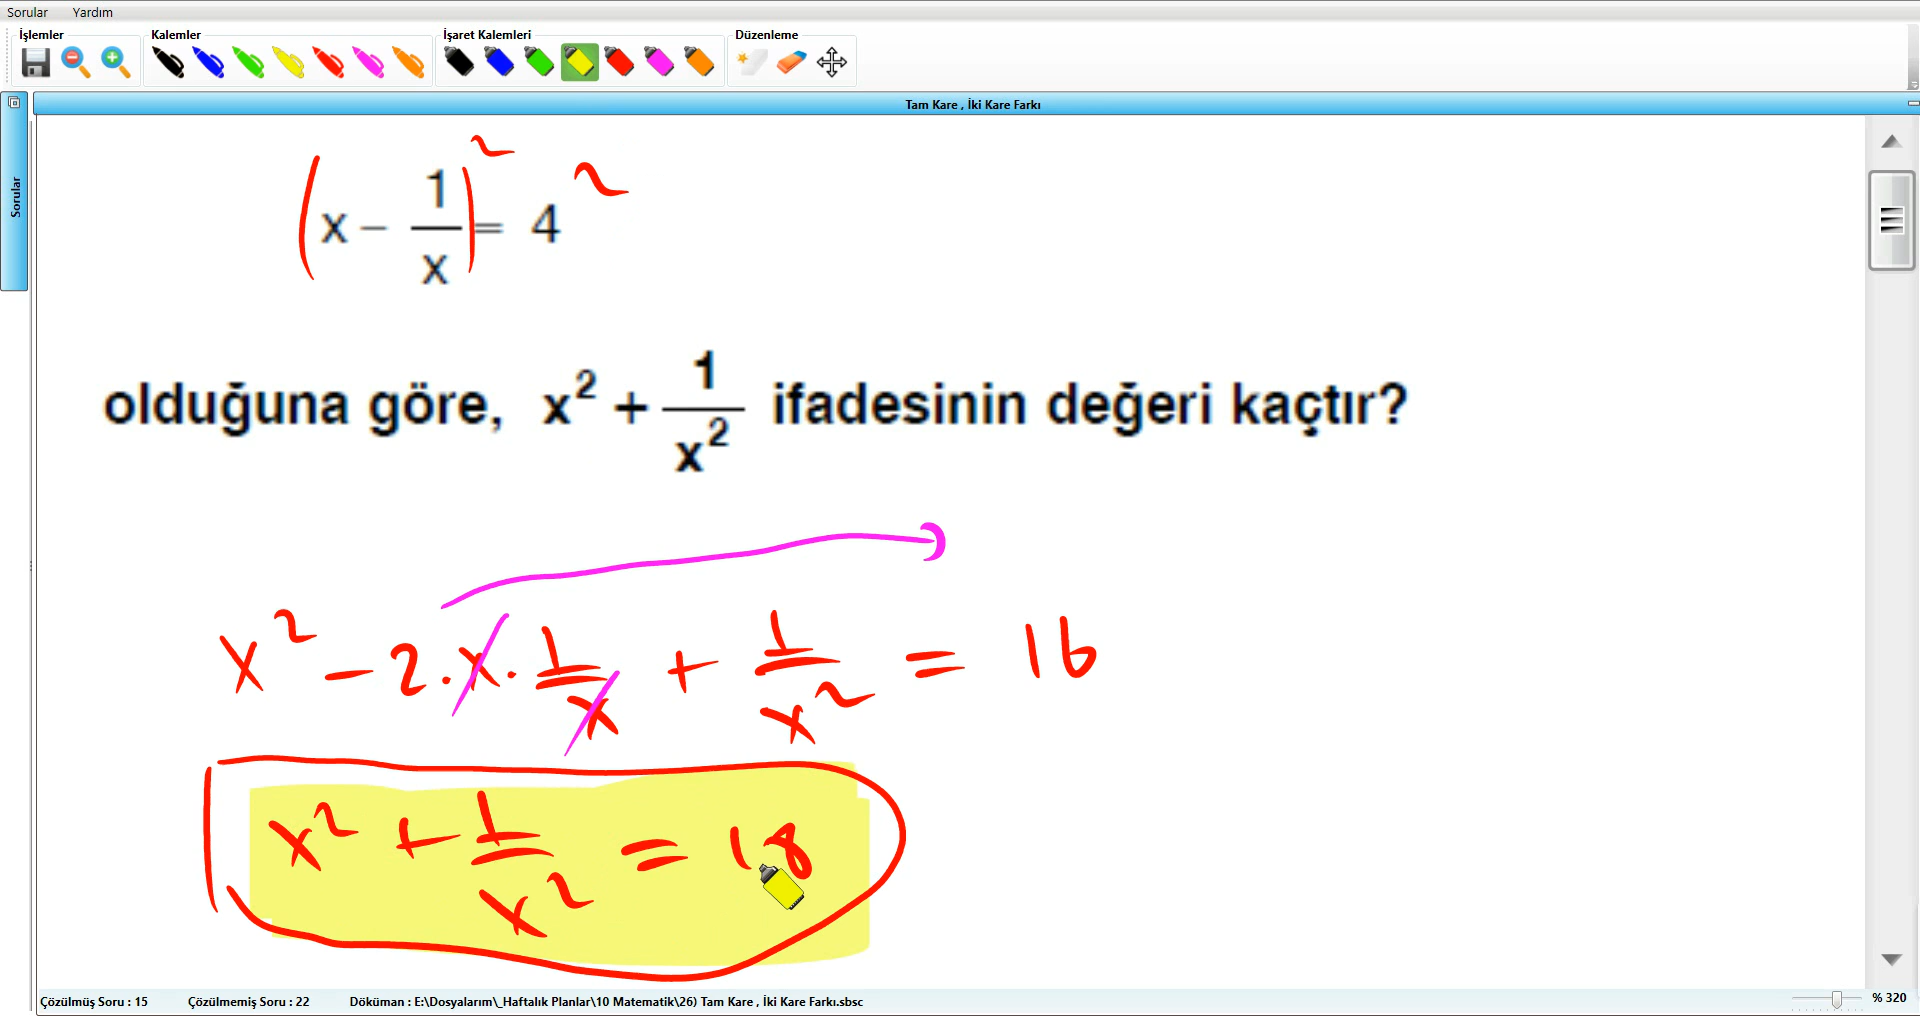 Sorular Yardım
İşlemler Kalemler İşaret Kalemleri Düzenleme
Tam Kare , İki Kare Farkı
Sorular
(x - 1/x)² = 4²
olduğuna göre, x² + 1/x² ifadesinin değeri kaçtır?
x² - 2 . x . 1/x + 1/x² = 16
x² + 1/x² = 18
Çözülmüş Soru : 15 Çözülmemiş Soru : 22 Döküman : E:\Dosyalarım\_Haftalık Planlar\10 Matematik\26) Tam Kare , İki Kare Farkı.sbsc % 320